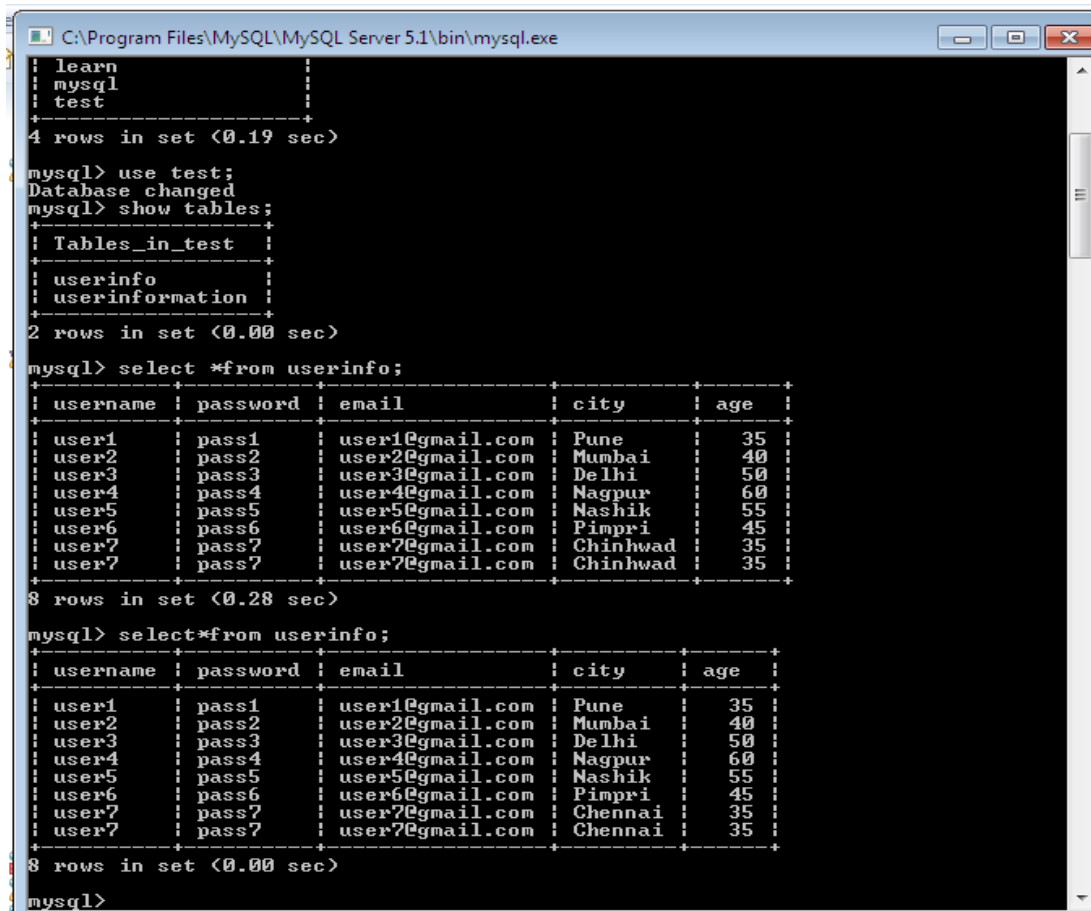 C:\Program Files\MySQL\MySQL Server 5.1\bin\mysql.exe
| learn |
| mysql |
| test |
+--------------------+
4 rows in set (0.19 sec)
mysql> use test;
Database changed
mysql> show tables;
+-----------------+
| Tables_in_test |
+-----------------+
| userinfo |
| userinformation |
+-----------------+
2 rows in set (0.00 sec)
mysql> select *from userinfo;
+----------+----------+-----------------+----------+------+
| username | password | email | city | age |
+----------+----------+-----------------+----------+------+
| user1 | pass1 | user1@gmail.com | Pune | 35 |
| user2 | pass2 | user2@gmail.com | Mumbai | 40 |
| user3 | pass3 | user3@gmail.com | Delhi | 50 |
| user4 | pass4 | user4@gmail.com | Nagpur | 60 |
| user5 | pass5 | user5@gmail.com | Nashik | 55 |
| user6 | pass6 | user6@gmail.com | Pimpri | 45 |
| user7 | pass7 | user7@gmail.com | Chinhwad | 35 |
| user7 | pass7 | user7@gmail.com | Chinhwad | 35 |
+----------+----------+-----------------+----------+------+
8 rows in set (0.28 sec)
mysql> select*from userinfo;
+----------+----------+-----------------+---------+------+
| username | password | email | city | age |
+----------+----------+-----------------+---------+------+
| user1 | pass1 | user1@gmail.com | Pune | 35 |
| user2 | pass2 | user2@gmail.com | Mumbai | 40 |
| user3 | pass3 | user3@gmail.com | Delhi | 50 |
| user4 | pass4 | user4@gmail.com | Nagpur | 60 |
| user5 | pass5 | user5@gmail.com | Nashik | 55 |
| user6 | pass6 | user6@gmail.com | Pimpri | 45 |
| user7 | pass7 | user7@gmail.com | Chennai | 35 |
| user7 | pass7 | user7@gmail.com | Chennai | 35 |
+----------+----------+-----------------+---------+------+
8 rows in set (0.00 sec)
mysql>